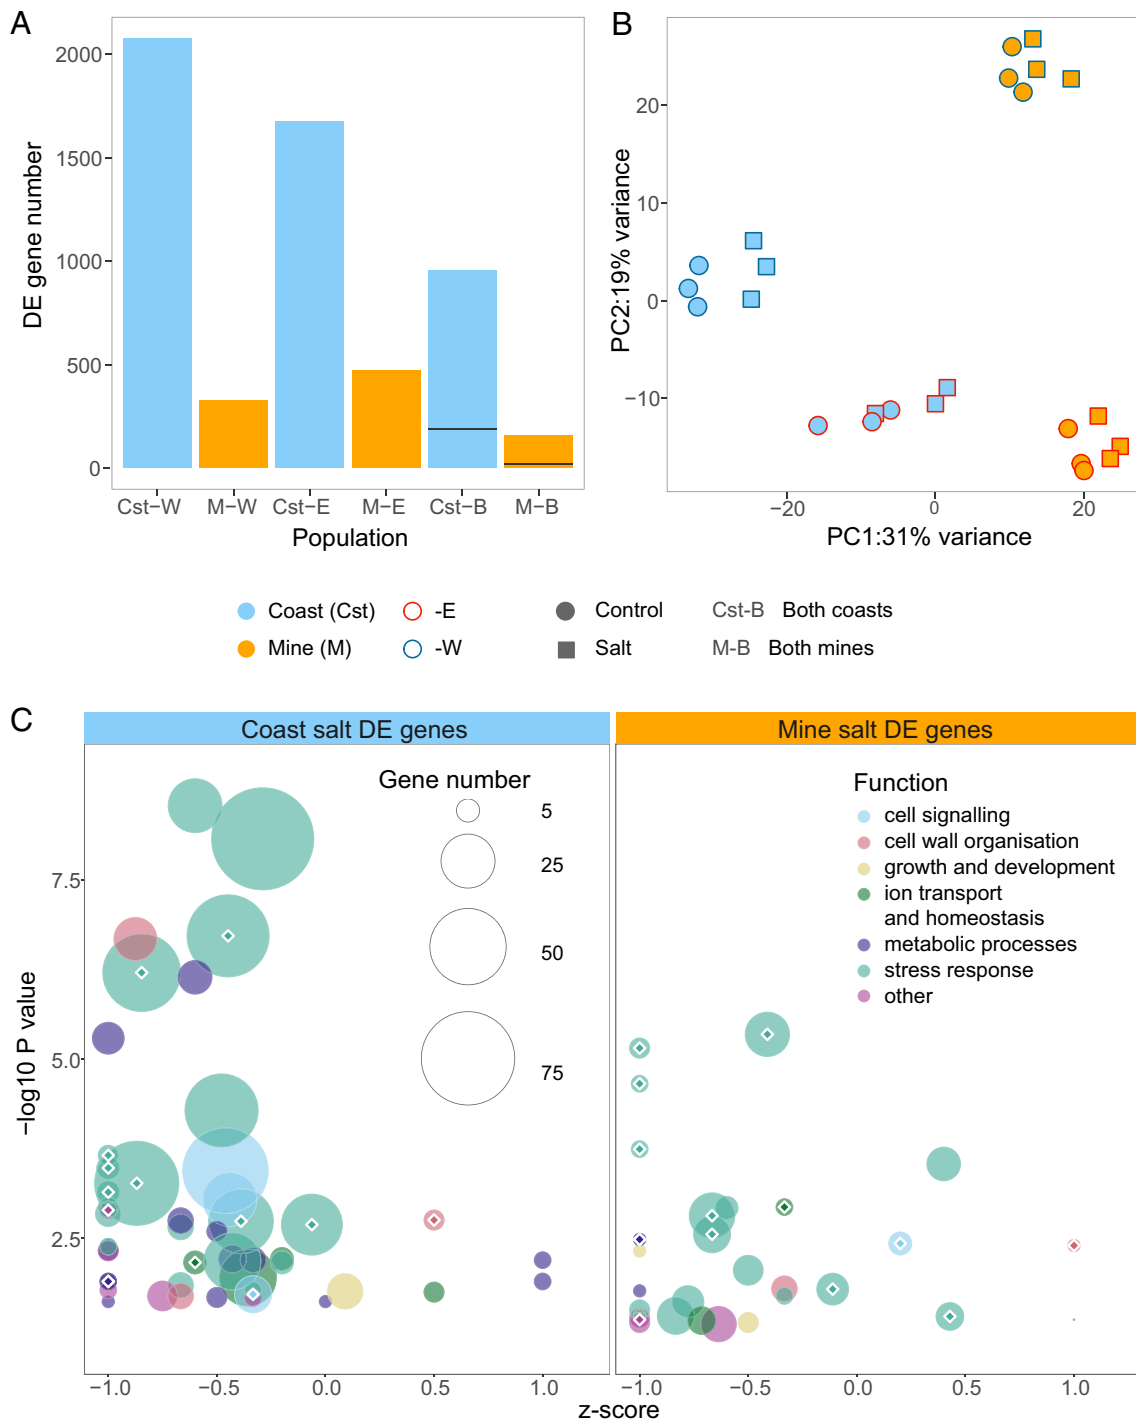 A
DE gene number
2000
1500
1000
500
0
Cst−W M−W Cst−E M−E Cst−B M−B
Population
B
PC2:19% variance
20
10
0
−10
−20 0 20
PC1:31% variance
Coast (Cst) -E Control Cst-B Both coasts
Mine (M) -W Salt M-B Both mines
C
Coast salt DE genes
Mine salt DE genes
−log10 P value
7.5
5.0
2.5
Gene number
5
25
50
75
Function
cell signalling
cell wall organisation
growth and development
ion transport
and homeostasis
metabolic processes
stress response
other
−1.0 −0.5 0.0 0.5 1.0
−1.0 −0.5 0.0 0.5 1.0
z-score